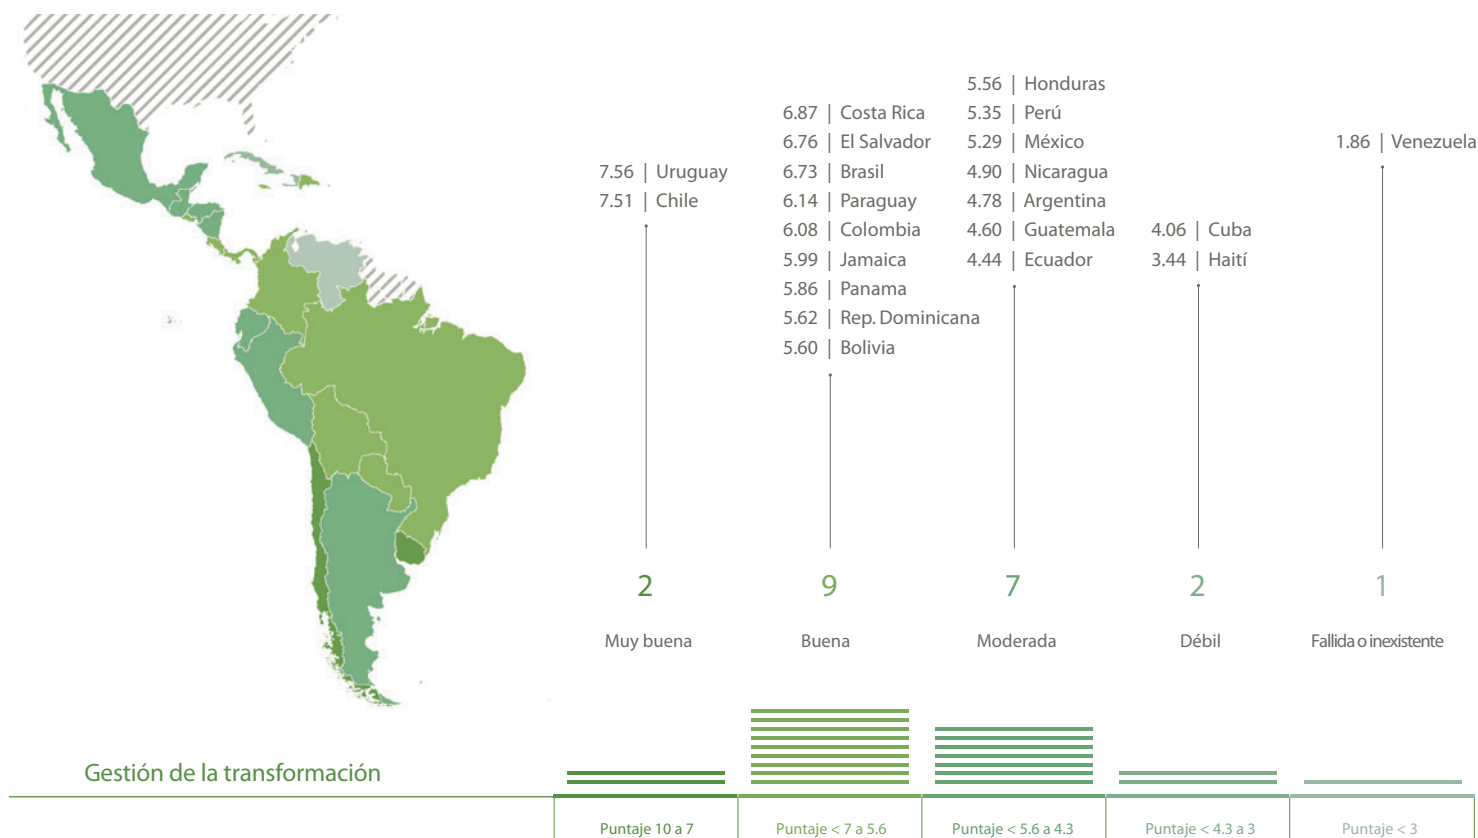 7.56 | Uruguay
7.51 | Chile
6.87 | Costa Rica
6.76 | El Salvador
6.73 | Brasil
6.14 | Paraguay
6.08 | Colombia
5.99 | Jamaica
5.86 | Panama
5.62 | Rep. Dominicana
5.60 | Bolivia
5.56 | Honduras
5.35 | Perú
5.29 | México
4.90 | Nicaragua
4.78 | Argentina
4.60 | Guatemala
4.44 | Ecuador
4.06 | Cuba
3.44 | Haití
1.86 | Venezuela
2
9
7
2
1
Muy buena
Buena
Moderada
Débil
Fallida o inexistente
Gestión de la transformación
Puntaje 10 a 7
Puntaje < 7 a 5.6
Puntaje < 5.6 a 4.3
Puntaje < 4.3 a 3
Puntaje < 3